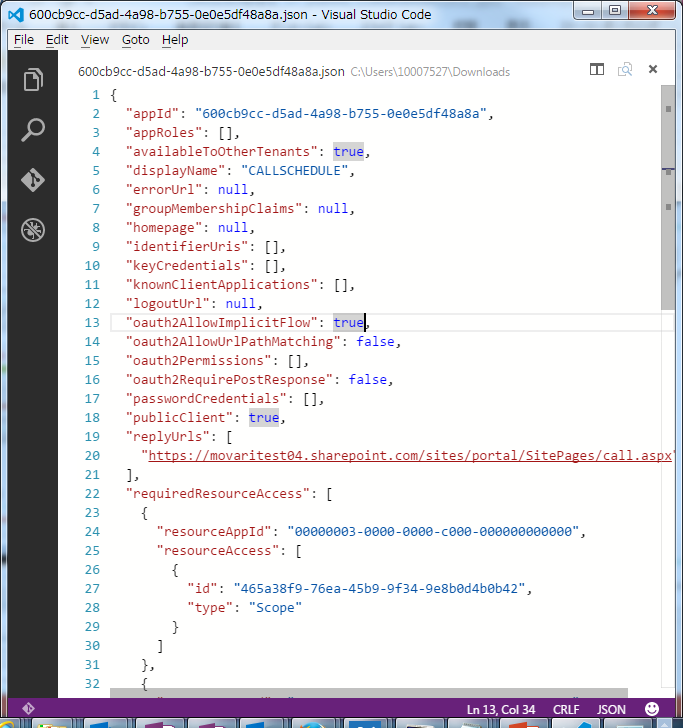 600cb9cc-d5ad-4a98-b755-0e0e5df48a8a.json - Visual Studio Code
File Edit View Goto Help
600cb9cc-d5ad-4a98-b755-0e0e5df48a8a.json C:\Users\10007527\Downloads
1 {
2 "appId": "600cb9cc-d5ad-4a98-b755-0e0e5df48a8a",
3 "appRoles": [],
4 "availableToOtherTenants": true,
5 "displayName": "CALLSCHEDULE",
6 "errorUrl": null,
7 "groupMembershipClaims": null,
8 "homepage": null,
9 "identifierUris": [],
10 "keyCredentials": [],
11 "knownClientApplications": [],
12 "logoutUrl": null,
13 "oauth2AllowImplicitFlow": true,
14 "oauth2AllowUrlPathMatching": false,
15 "oauth2Permissions": [],
16 "oauth2RequirePostResponse": false,
17 "passwordCredentials": [],
18 "publicClient": true,
19 "replyUrls": [
20 "https://movaritest04.sharepoint.com/sites/portal/SitePages/call.aspx"
21 ],
22 "requiredResourceAccess": [
23 {
24 "resourceAppId": "00000003-0000-0000-c000-000000000000",
25 "resourceAccess": [
26 {
27 "id": "465a38f9-76ea-45b9-9f34-9e8b0d4b0b42",
28 "type": "Scope"
29 }
30 ]
31 },
32 {
Ln 13, Col 34 CRLF JSON